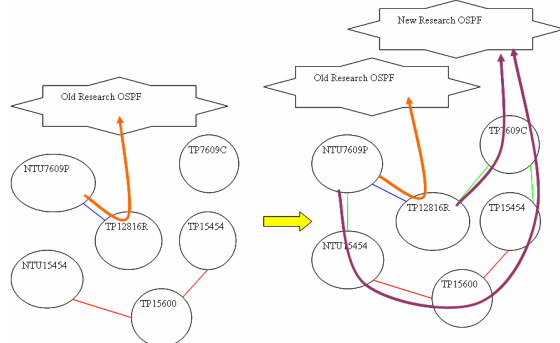 Old Research OSPF
TP7609C
NTU7609P
TP12816R
TP15454
NTU15454
TP15600
New Research OSPF
Old Research OSPF
TP7609C
NTU7609P
TP12816R
TP15454
NTU15454
TP15600